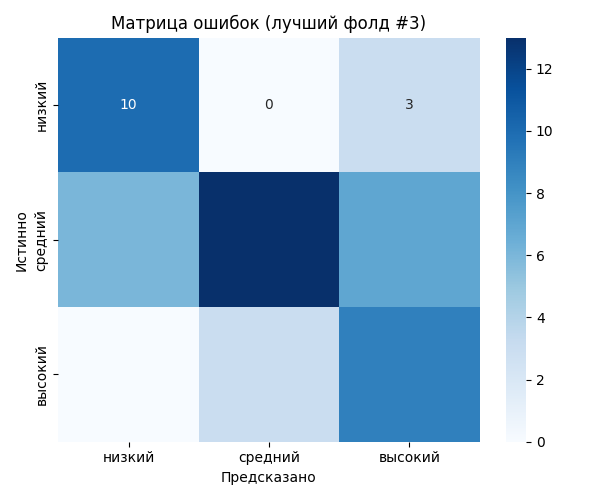 Матрица ошибок (лучший фолд #3)
низкий
10 0 3
средний
высокий
Истинно
низкий средний высокий
Предсказано
12
10
8
6
4
2
0